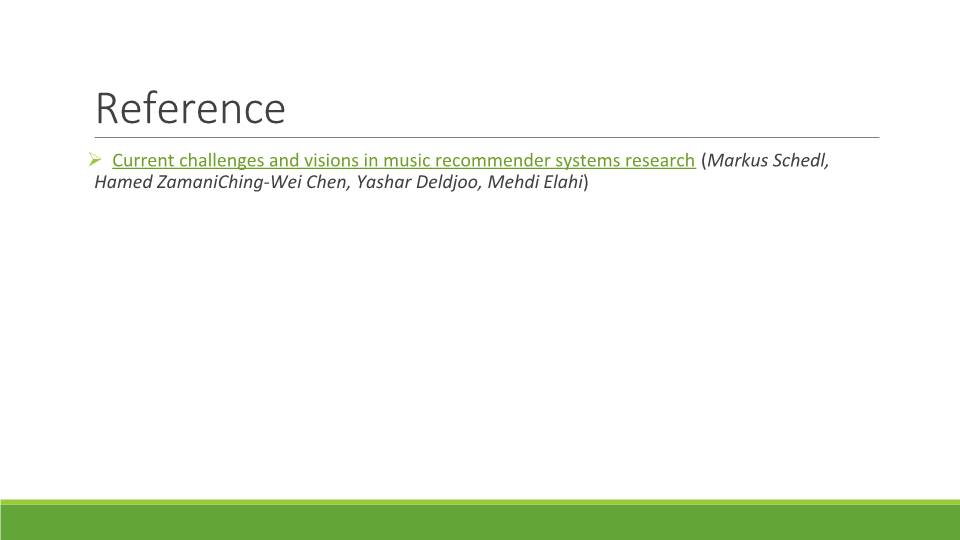 Reference
Current challenges and visions in music recommender systems research (Markus Schedl,
Hamed ZamaniChing-Wei Chen, Yashar Deldjoo, Mehdi Elahi)